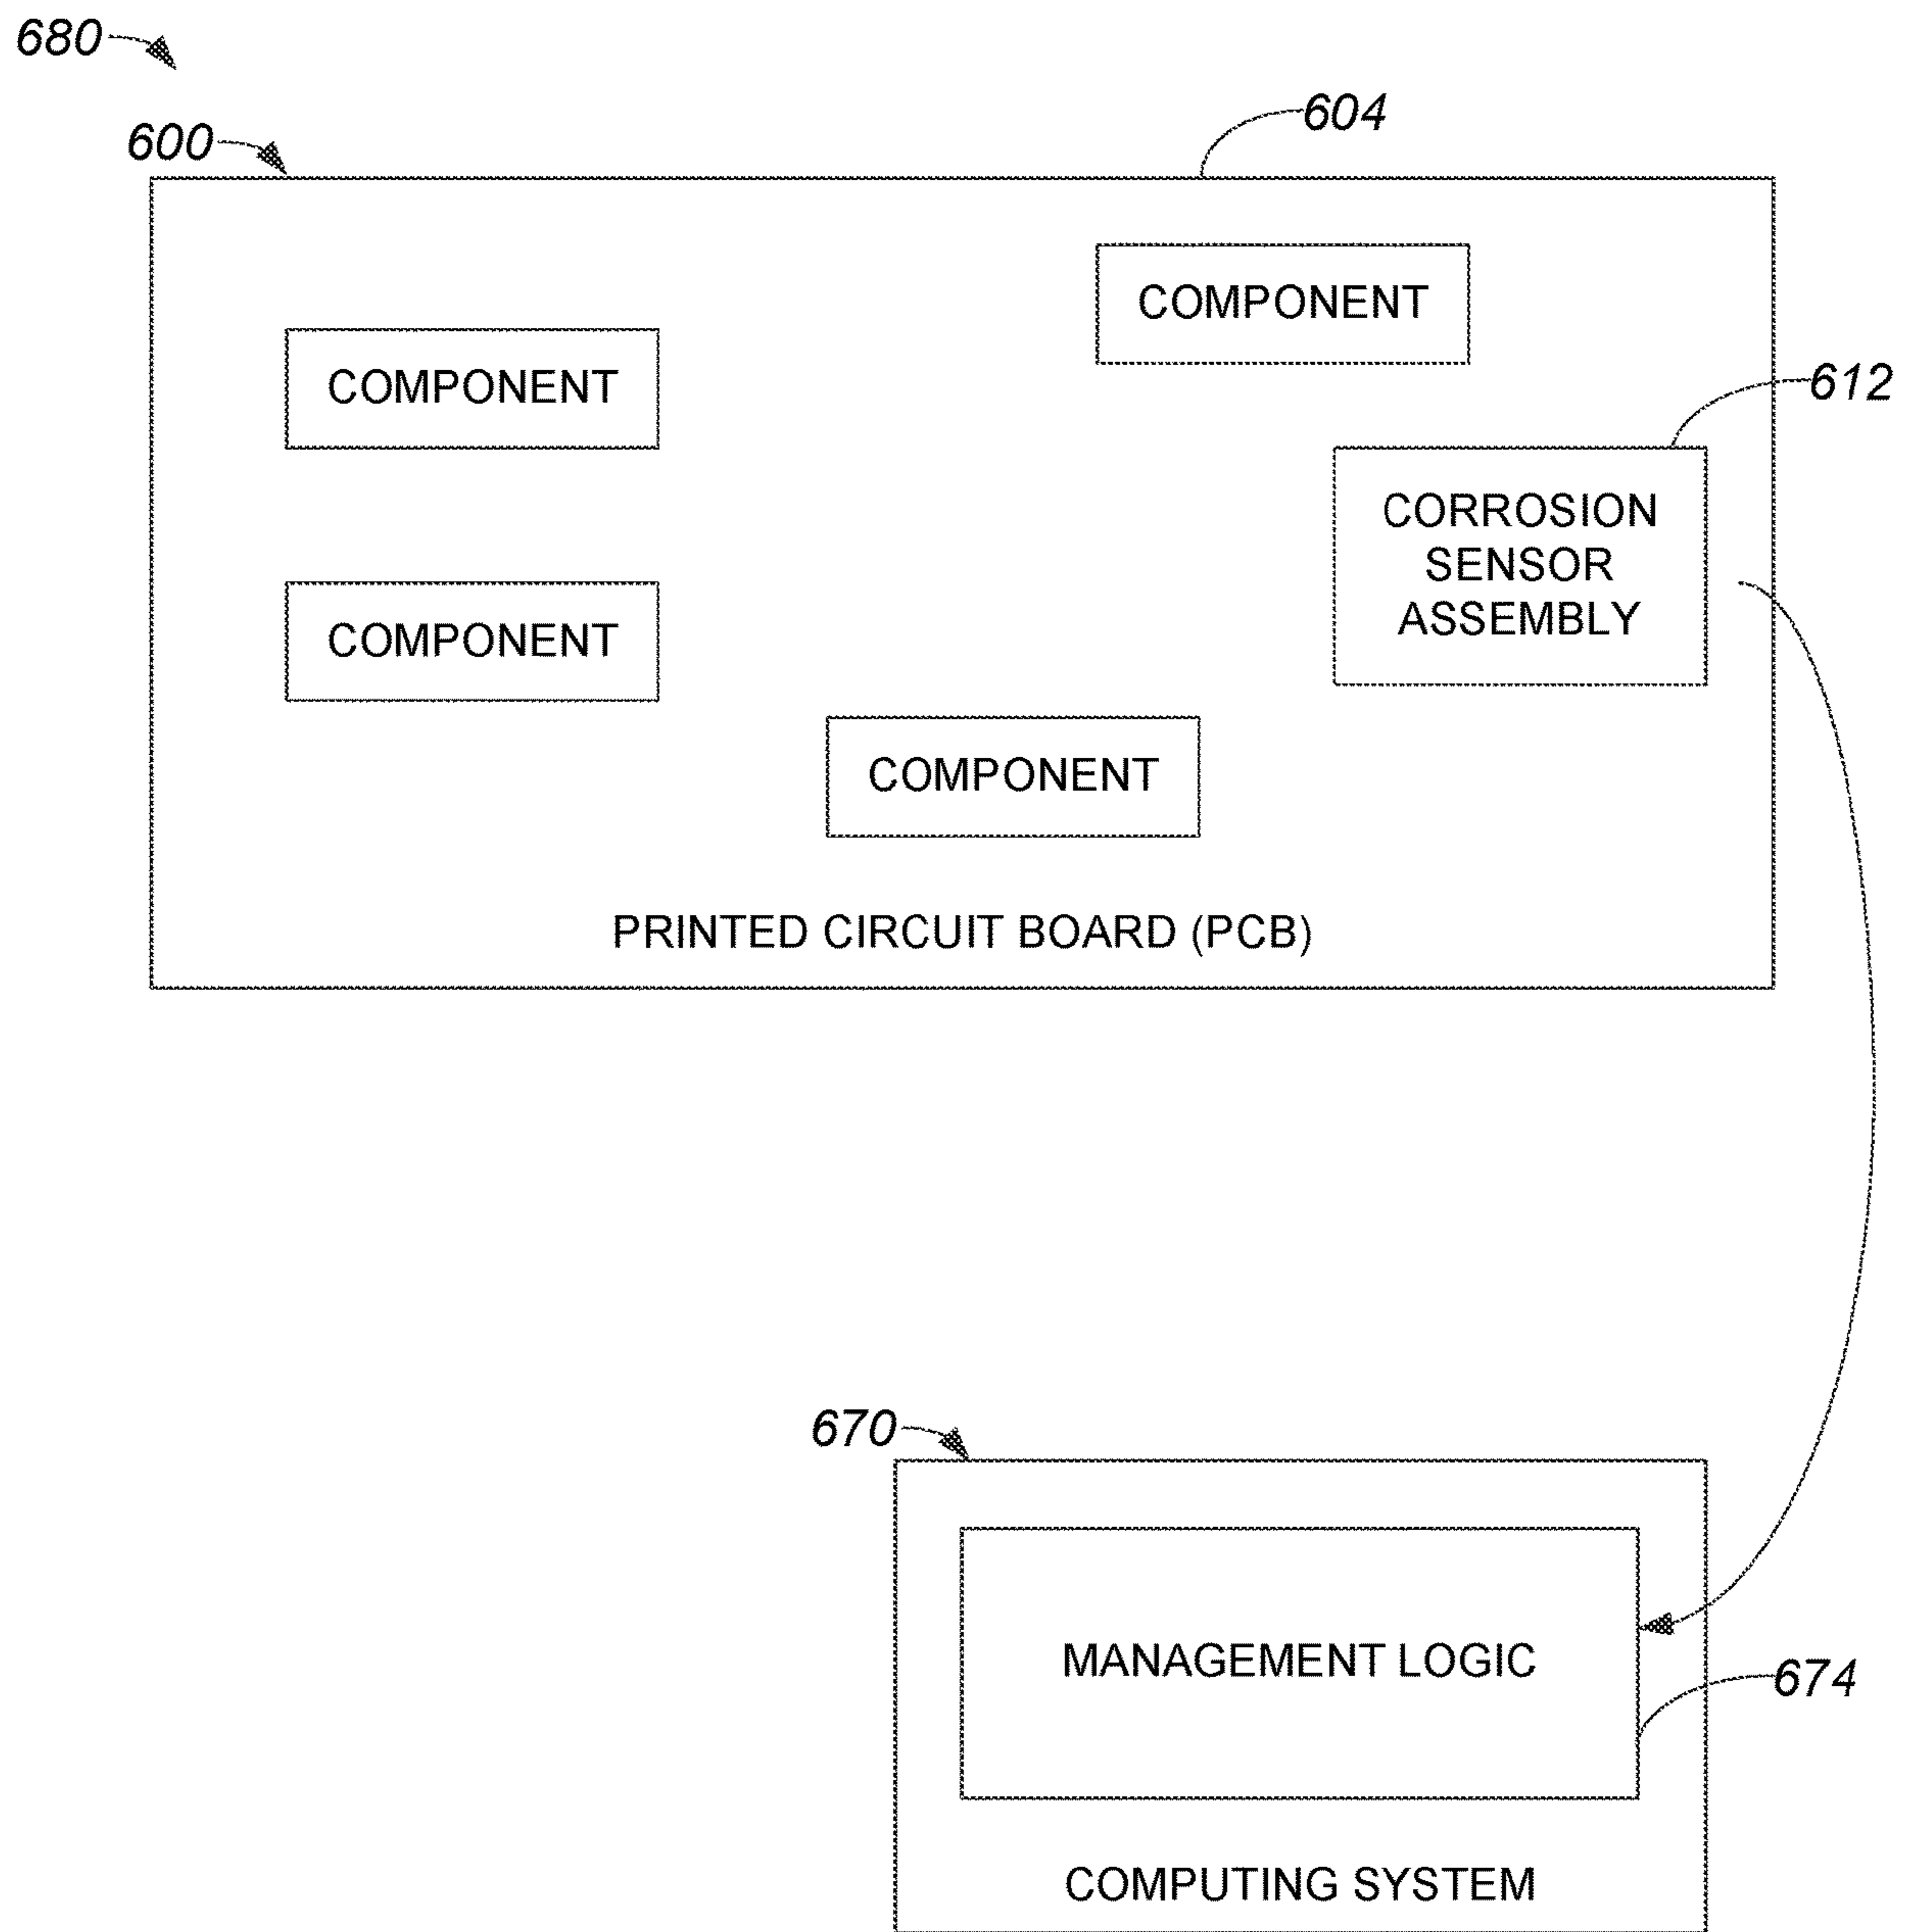 680
600
604
COMPONENT
COMPONENT
612
CORROSION
SENSOR
ASSEMBLY
COMPONENT
COMPONENT
PRINTED CIRCUIT BOARD (PCB)
670
MANAGEMENT LOGIC
674
COMPUTING SYSTEM